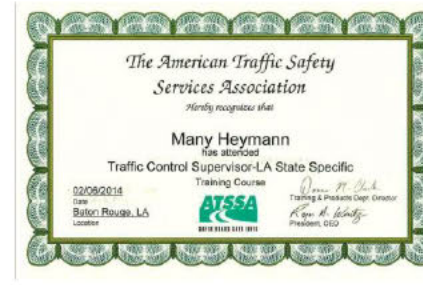 The American Traffic Safety
Services Association
Hereby recognizes that
Many Heymann
has attended
Traffic Control Supervisor-LA State Specific
Training Course
02/06/2014
Date
Baton Rouge, LA
Location
ATSSA
Training & Products Dept. Director
President, CEO